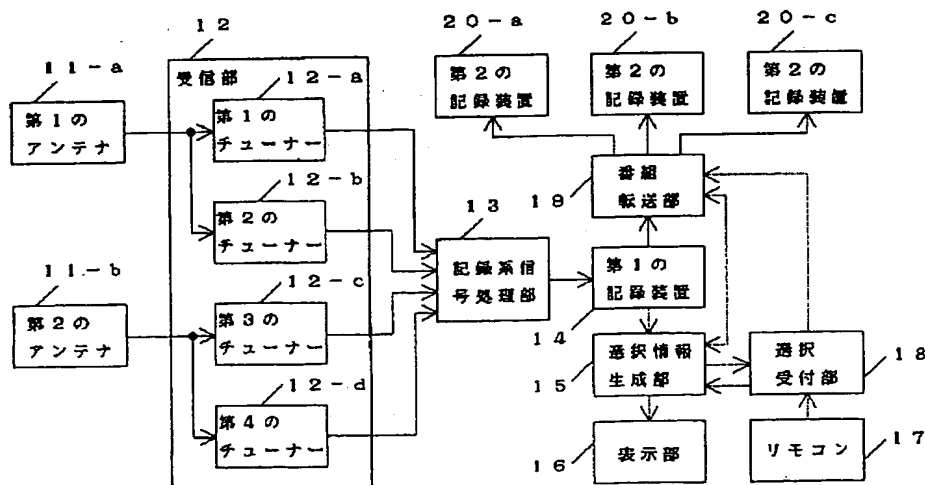 20-a
20-b
20-c
12
11-a
受信部
12-a
第2の
記録装置
第2の
記録装置
第2の
記録装置
第1の
アンテナ
第1の
チューナー
12-b
19
番組
転送部
第2の
チューナー
13
11-b
12-c
記録系信
号処理部
第1の
記録装置
第2の
アンテナ
第3の
チューナー
14
15
選択情報
生成部
選択
受付部
18
12-d
第4の
チューナー
16
表示部
リモコン
17